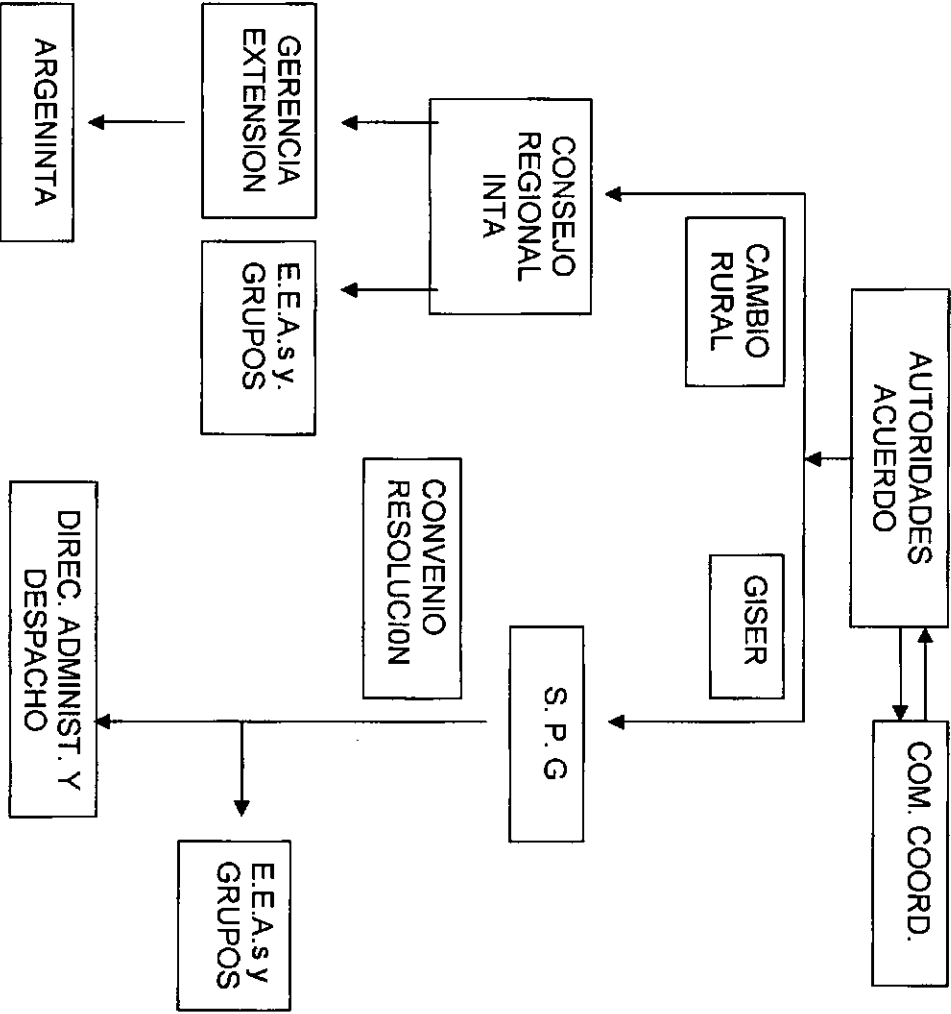 AUTORIDADES
ACUERDO
COM. COORD.
CAMBIO
RURAL
GISER
CONSEJO
REGIONAL
INTA
S. P. G
CONVENIO
RESOLUCION
GERENCIA
EXTENSION
E.E.A.s y.
GRUPOS
E.E.A.s y
GRUPOS
ARGENINTA
DIREC. ADMINIST. Y
DESPACHO